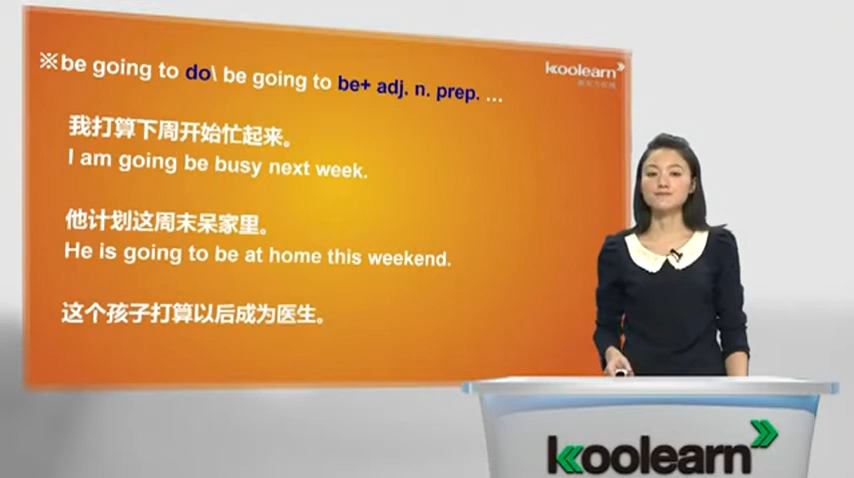 ※be going to do\ be going to be+ adj. n. prep. ...
koolearn
我打算下周开始忙起来。
I am going be busy next week.
他计划这周末呆家里。
He is going to be at home this weekend.
这个孩子打算以后成为医生。
koolearn